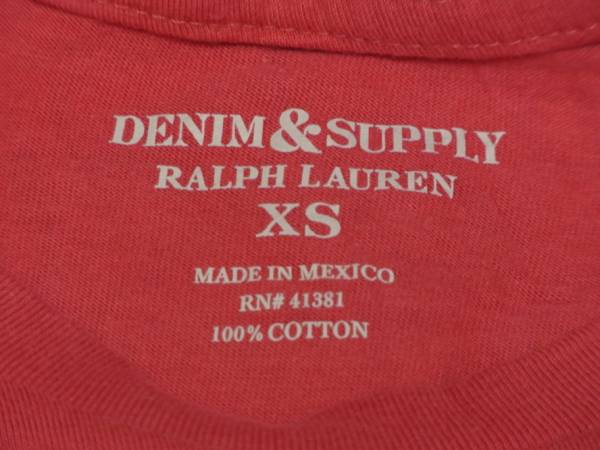 DENIM & SUPPLY
RALPH LAUREN
XS
MADE IN MEXICO
RN# 41381
100% COTTON